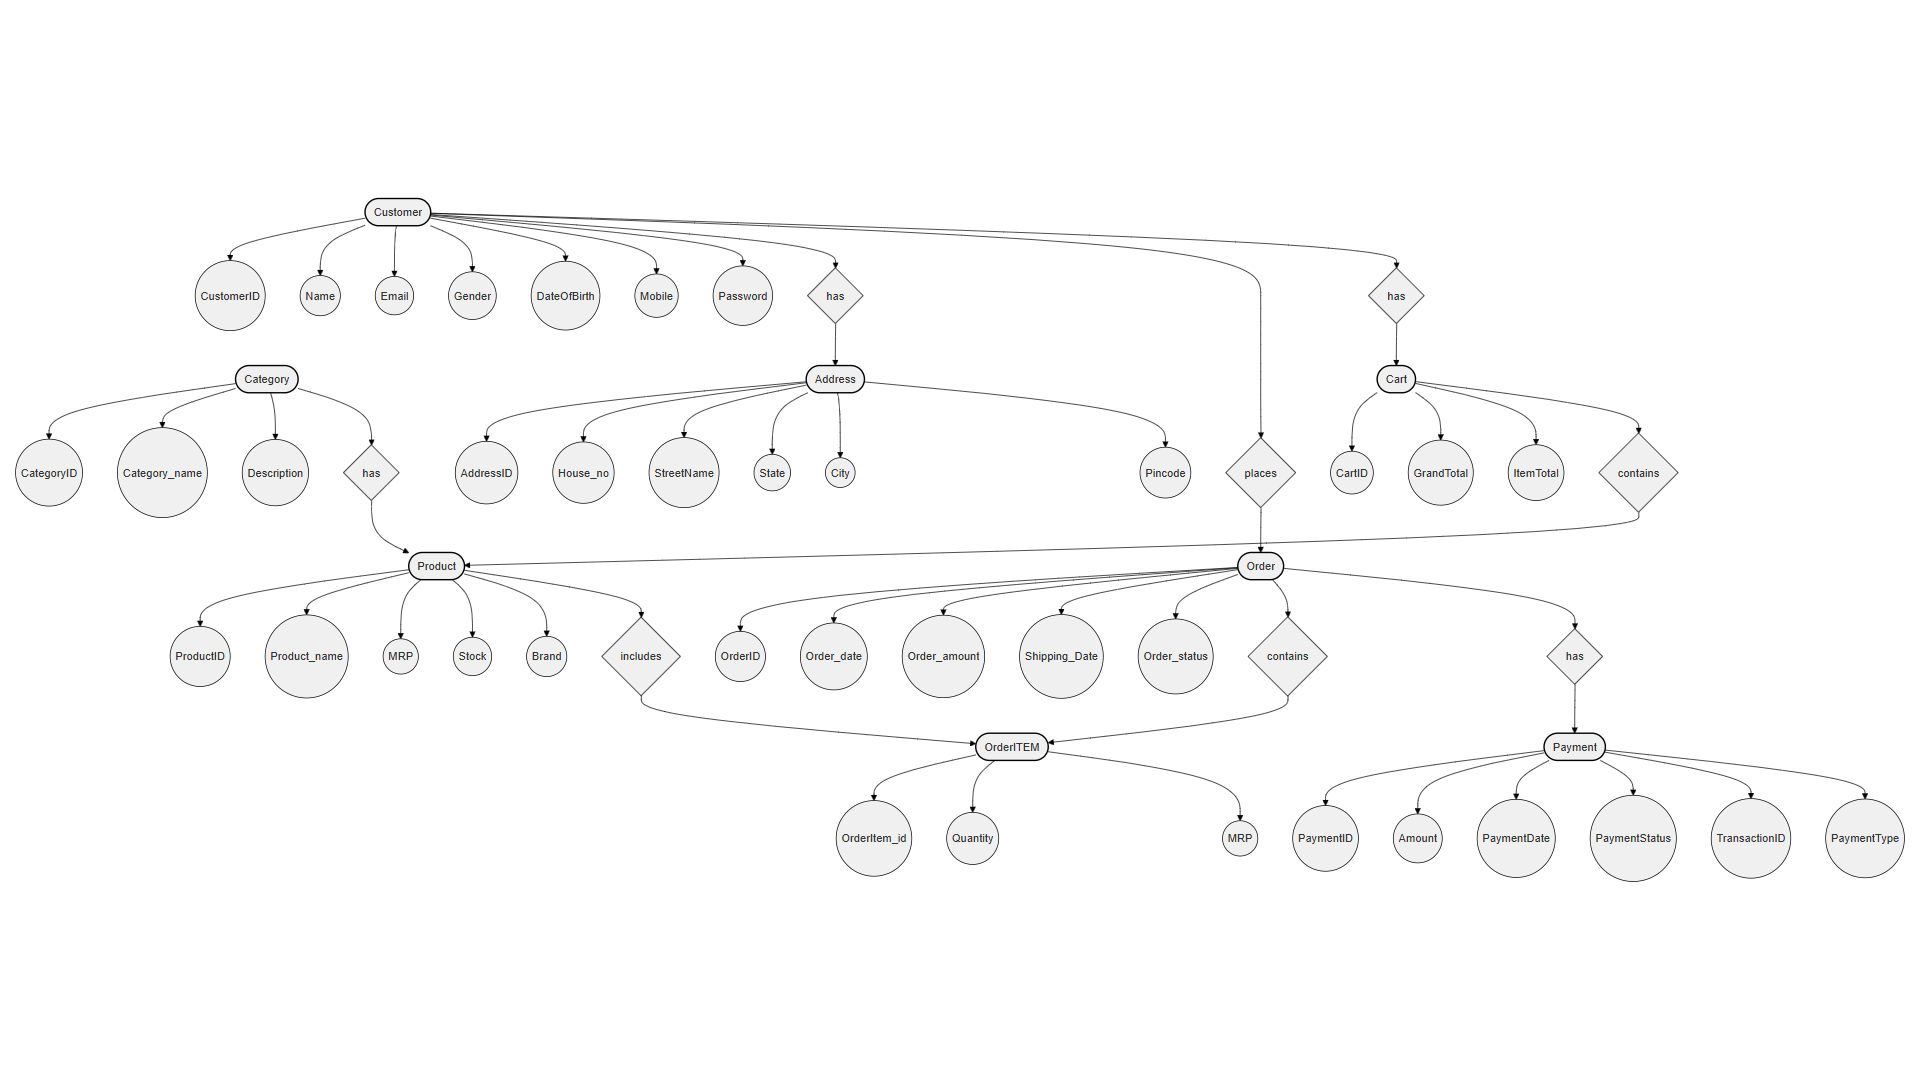 Customer
CustomerID
Name
Email
Gender
DateOfBirth
Mobile
Password
has
has
Category
Address
Cart
CategoryID
Category_name
Description
has
AddressID
House_no
StreetName
State
City
Pincode
places
CartID
GrandTotal
ItemTotal
contains
Product
Order
ProductID
Product_name
MRP
Stock
Brand
includes
OrderID
Order_date
Order_amount
Shipping_Date
Order_status
contains
has
OrderITEM
Payment
OrderItem_id
Quantity
MRP
PaymentID
Amount
PaymentDate
PaymentStatus
TransactionID
PaymentType